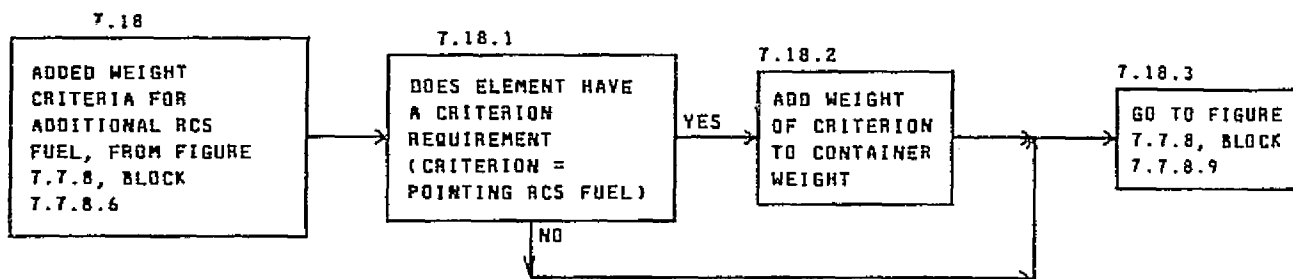 7.18
ADDED WEIGHT
CRITERIA FOR
ADDITIONAL RCS
FUEL, FROM FIGURE
7.7.8, BLOCK
7.7.8.6
7.18.1
DOES ELEMENT HAVE
A CRITERION
REQUIREMENT
(CRITERION =
POINTING RCS FUEL)
YES
NO
7.18.2
ADD WEIGHT
OF CRITERION
TO CONTAINER
WEIGHT
7.18.3
GO TO FIGURE
7.7.8, BLOCK
7.7.8.9